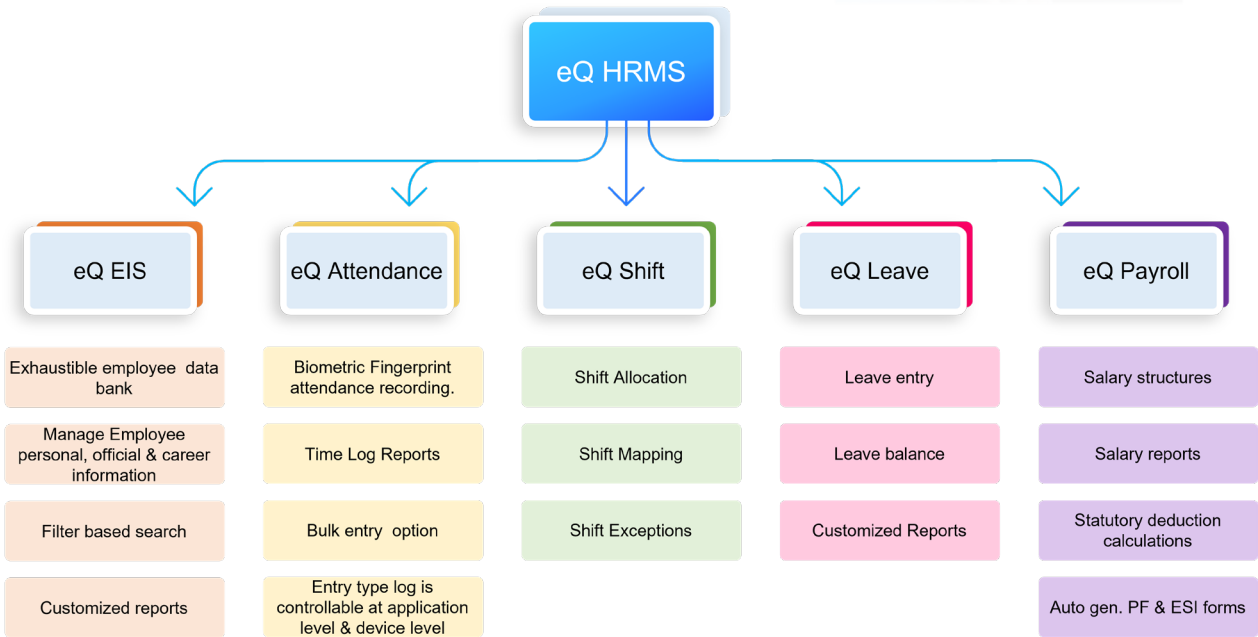 eQ HRMS
eQ EIS
eQ Attendance
eQ Shift
eQ Leave
eQ Payroll
Exhaustible employee data
bank
Manage Employee
personal, official & career
information
Filter based search
Customized reports
Biometric Fingerprint
attendance recording.
Time Log Reports
Bulk entry option
Entry type log is
controllable at application
level & device level
Shift Allocation
Shift Mapping
Shift Exceptions
Leave entry
Leave balance
Customized Reports
Salary structures
Salary reports
Statutory deduction
calculations
Auto gen. PF & ESI forms